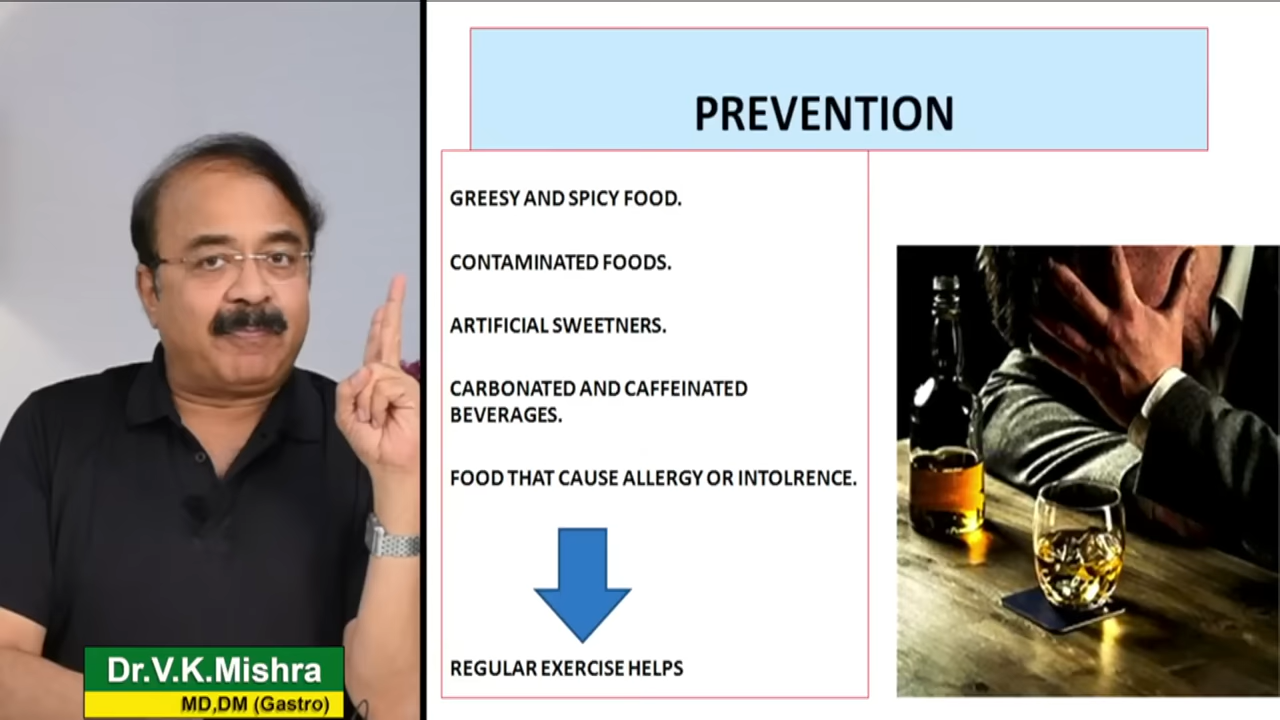 PREVENTION
GREESY AND SPICY FOOD.
CONTAMINATED FOODS.
ARTIFICIAL SWEETNERS.
CARBONATED AND CAFFEINATED
BEVERAGES.
FOOD THAT CAUSE ALLERGY OR INTOLRENCE.
REGULAR EXERCISE HELPS
Dr.V.K.Mishra
MD,DM (Gastro)